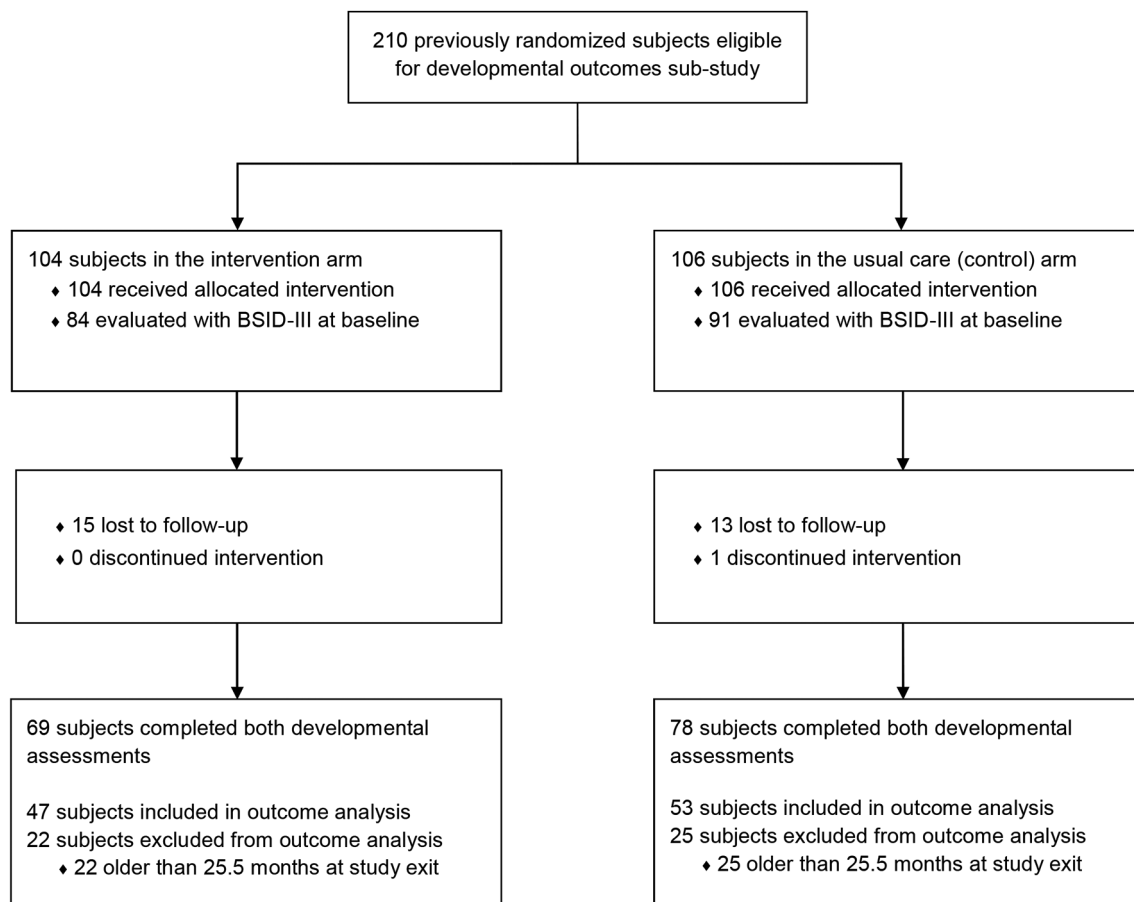 210 previously randomized subjects eligible
for developmental outcomes sub-study
104 subjects in the intervention arm
♦ 104 received allocated intervention
♦ 84 evaluated with BSID-III at baseline
106 subjects in the usual care (control) arm
♦ 106 received allocated intervention
♦ 91 evaluated with BSID-III at baseline
♦ 15 lost to follow-up
♦ 0 discontinued intervention
♦ 13 lost to follow-up
♦ 1 discontinued intervention
69 subjects completed both developmental
assessments
47 subjects included in outcome analysis
22 subjects excluded from outcome analysis
♦ 22 older than 25.5 months at study exit
78 subjects completed both developmental
assessments
53 subjects included in outcome analysis
25 subjects excluded from outcome analysis
♦ 25 older than 25.5 months at study exit